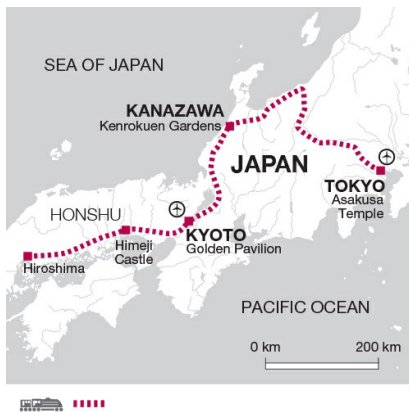 SEA OF JAPAN
KANAZAWA
Kenrokuen Gardens
JAPAN
TOKYO
Asakusa
Temple
HONSHU
KYOTO
Golden Pavilion
Himeji
Castle
Hiroshima
PACIFIC OCEAN
0 km
200 km